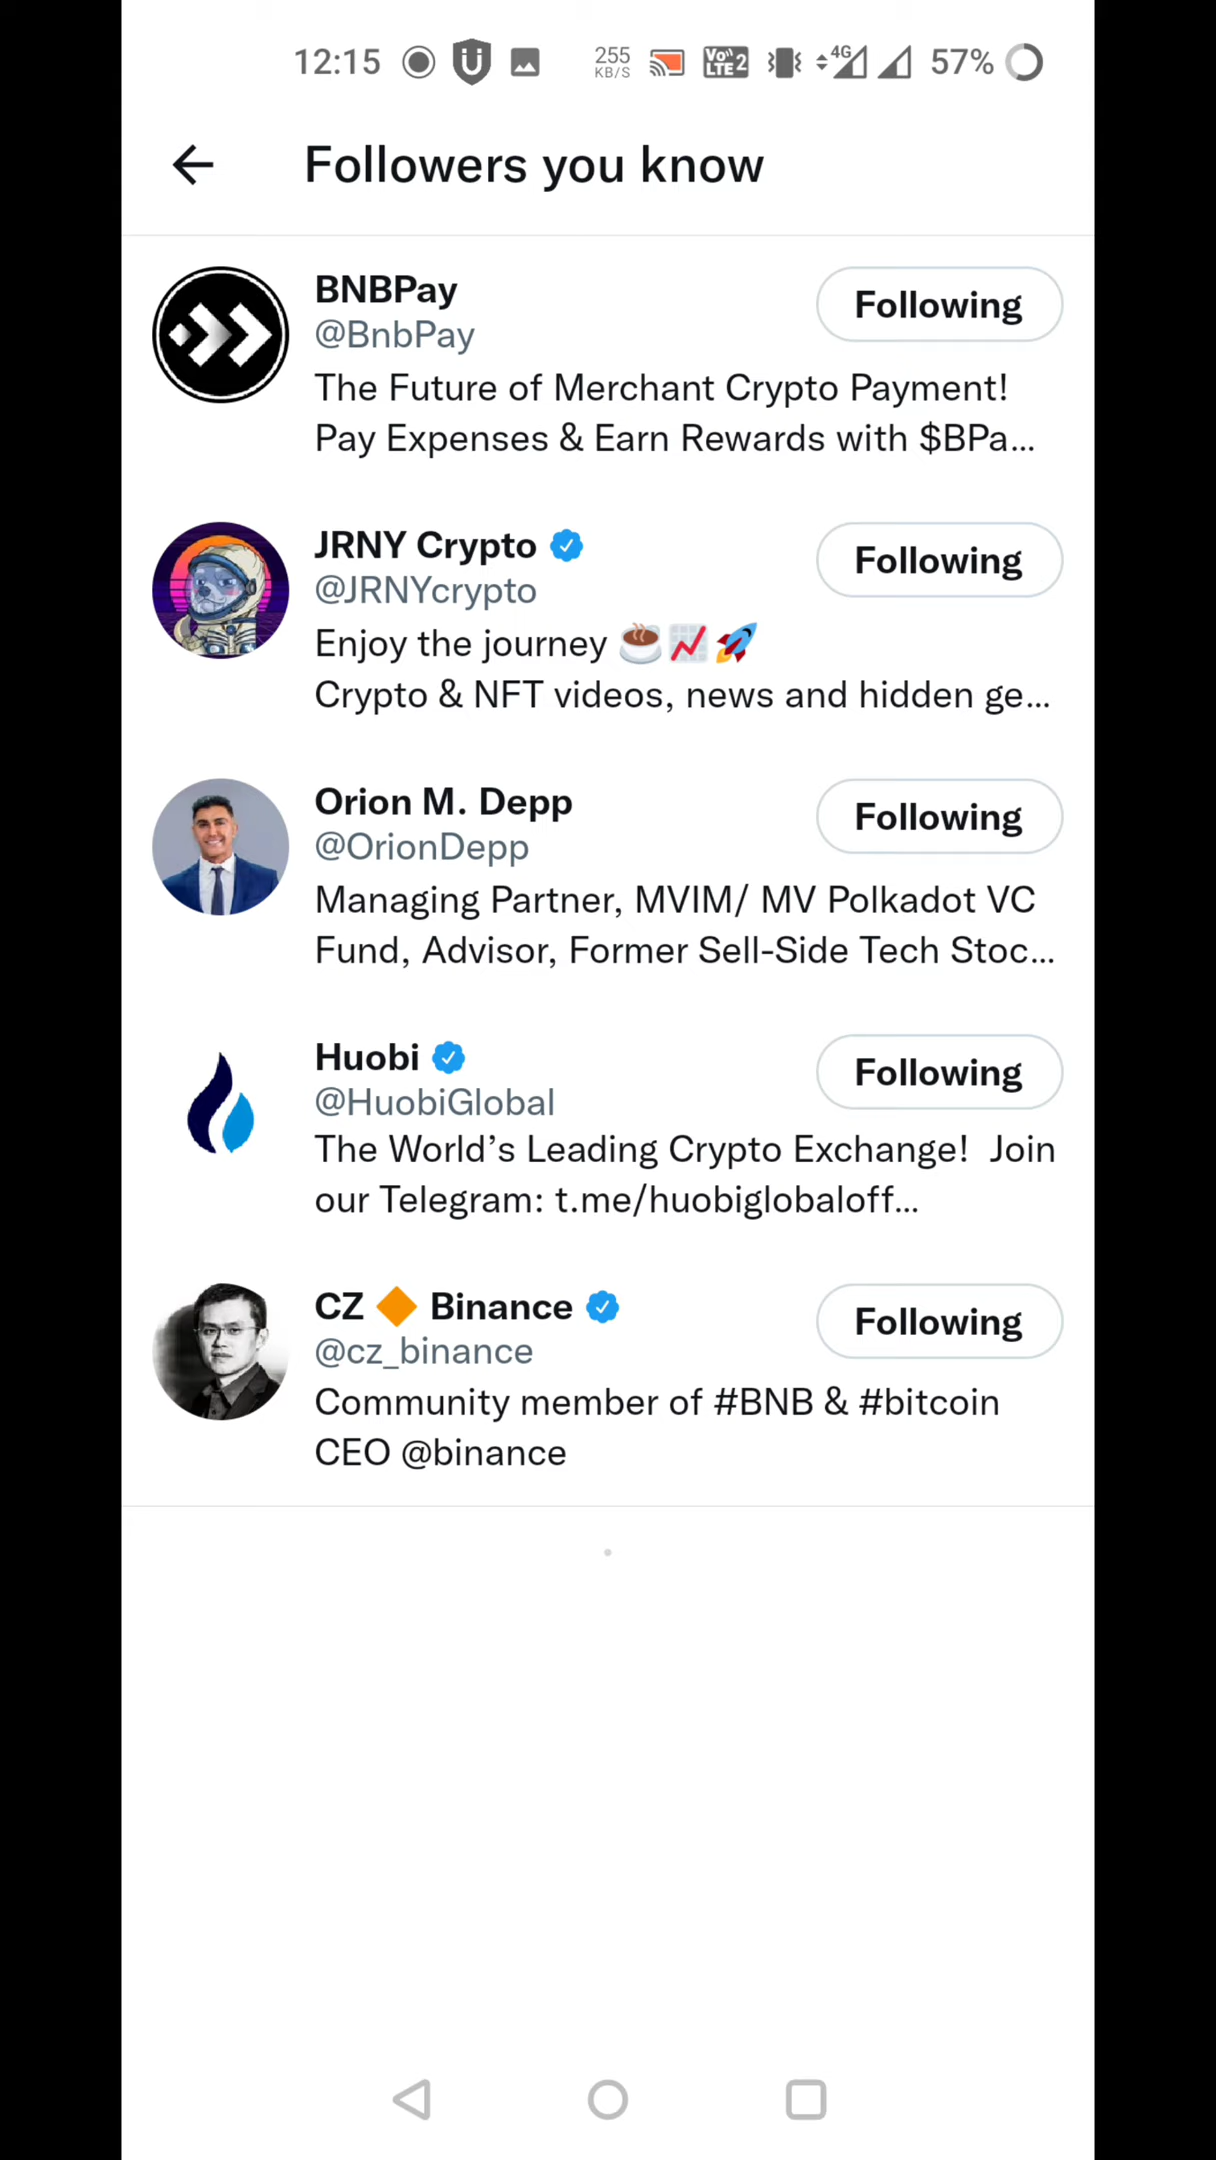 12:15 255 KB/S Vo)) LTE 2 4G 57%
Followers you know
BNBPay
@BnbPay
Following
The Future of Merchant Crypto Payment!
Pay Expenses & Earn Rewards with $BPa...
JRNY Crypto
@JRNYcrypto
Following
Enjoy the journey ☕📈🚀
Crypto & NFT videos, news and hidden ge...
Orion M. Depp
@OrionDepp
Following
Managing Partner, MVIM/ MV Polkadot VC
Fund, Advisor, Former Sell-Side Tech Stoc...
Huobi
@HuobiGlobal
Following
The World’s Leading Crypto Exchange!  Join
our Telegram: t.me/huobiglobaloff...
CZ 🔶 Binance
@cz_binance
Following
Community member of #BNB & #bitcoin
CEO @binance